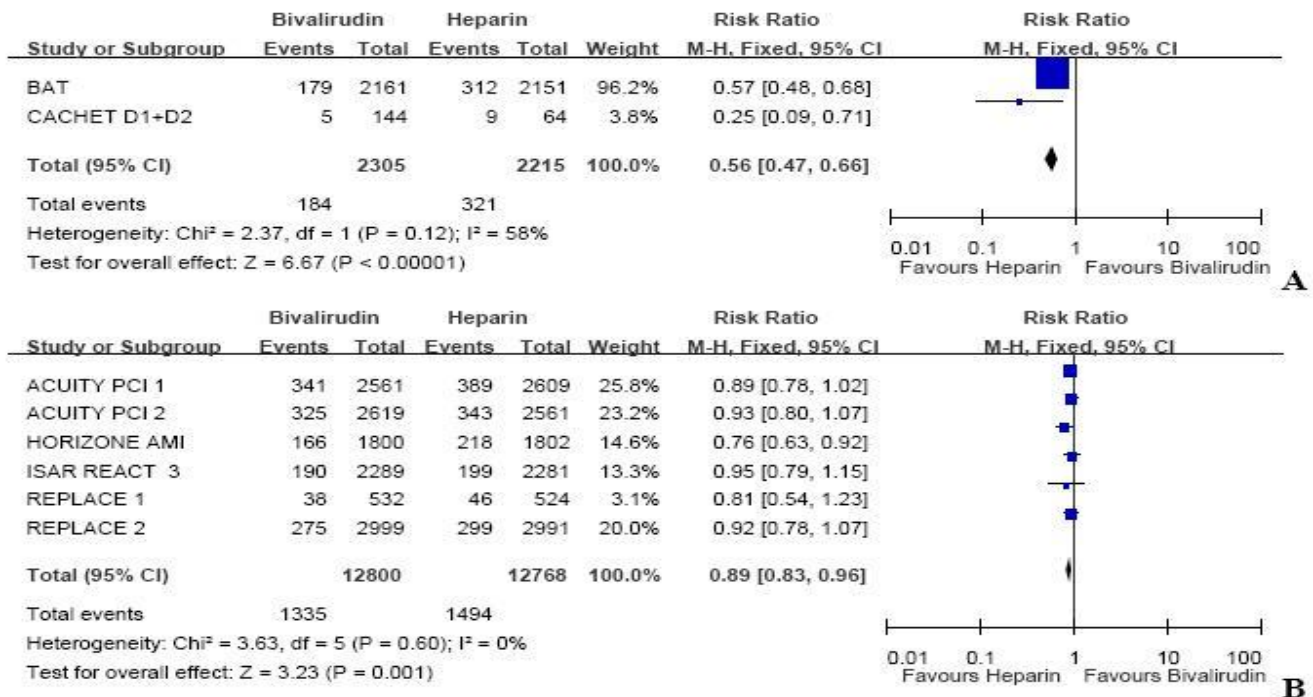 Bivalirudin Heparin Risk Ratio Risk Ratio
Study or Subgroup Events Total Events Total Weight M-H, Fixed, 95% CI M-H, Fixed, 95% CI
BAT 179 2161 312 2151 96.2% 0.57 [0.48, 0.68]
CACHET D1+D2 5 144 9 64 3.8% 0.25 [0.09, 0.71]
Total (95% CI) 2305 2215 100.0% 0.56 [0.47, 0.66]
Total events 184 321
Heterogeneity: Chi² = 2.37, df = 1 (P = 0.12); I² = 58%
Test for overall effect: Z = 6.67 (P < 0.00001)
0.01 0.1 1 10 100
Favours Heparin Favours Bivalirudin
A
Bivalirudin Heparin Risk Ratio Risk Ratio
Study or Subgroup Events Total Events Total Weight M-H, Fixed, 95% CI M-H, Fixed, 95% CI
ACUITY PCI 1 341 2561 389 2609 25.8% 0.89 [0.78, 1.02]
ACUITY PCI 2 325 2619 343 2561 23.2% 0.93 [0.80, 1.07]
HORIZONE AMI 166 1800 218 1802 14.6% 0.76 [0.63, 0.92]
ISAR REACT 3 190 2289 199 2281 13.3% 0.95 [0.79, 1.15]
REPLACE 1 38 532 46 524 3.1% 0.81 [0.54, 1.23]
REPLACE 2 275 2999 299 2991 20.0% 0.92 [0.78, 1.07]
Total (95% CI) 12800 12768 100.0% 0.89 [0.83, 0.96]
Total events 1335 1494
Heterogeneity: Chi² = 3.63, df = 5 (P = 0.60); I² = 0%
Test for overall effect: Z = 3.23 (P = 0.001)
0.01 0.1 1 10 100
Favours Heparin Favours Bivalirudin
B